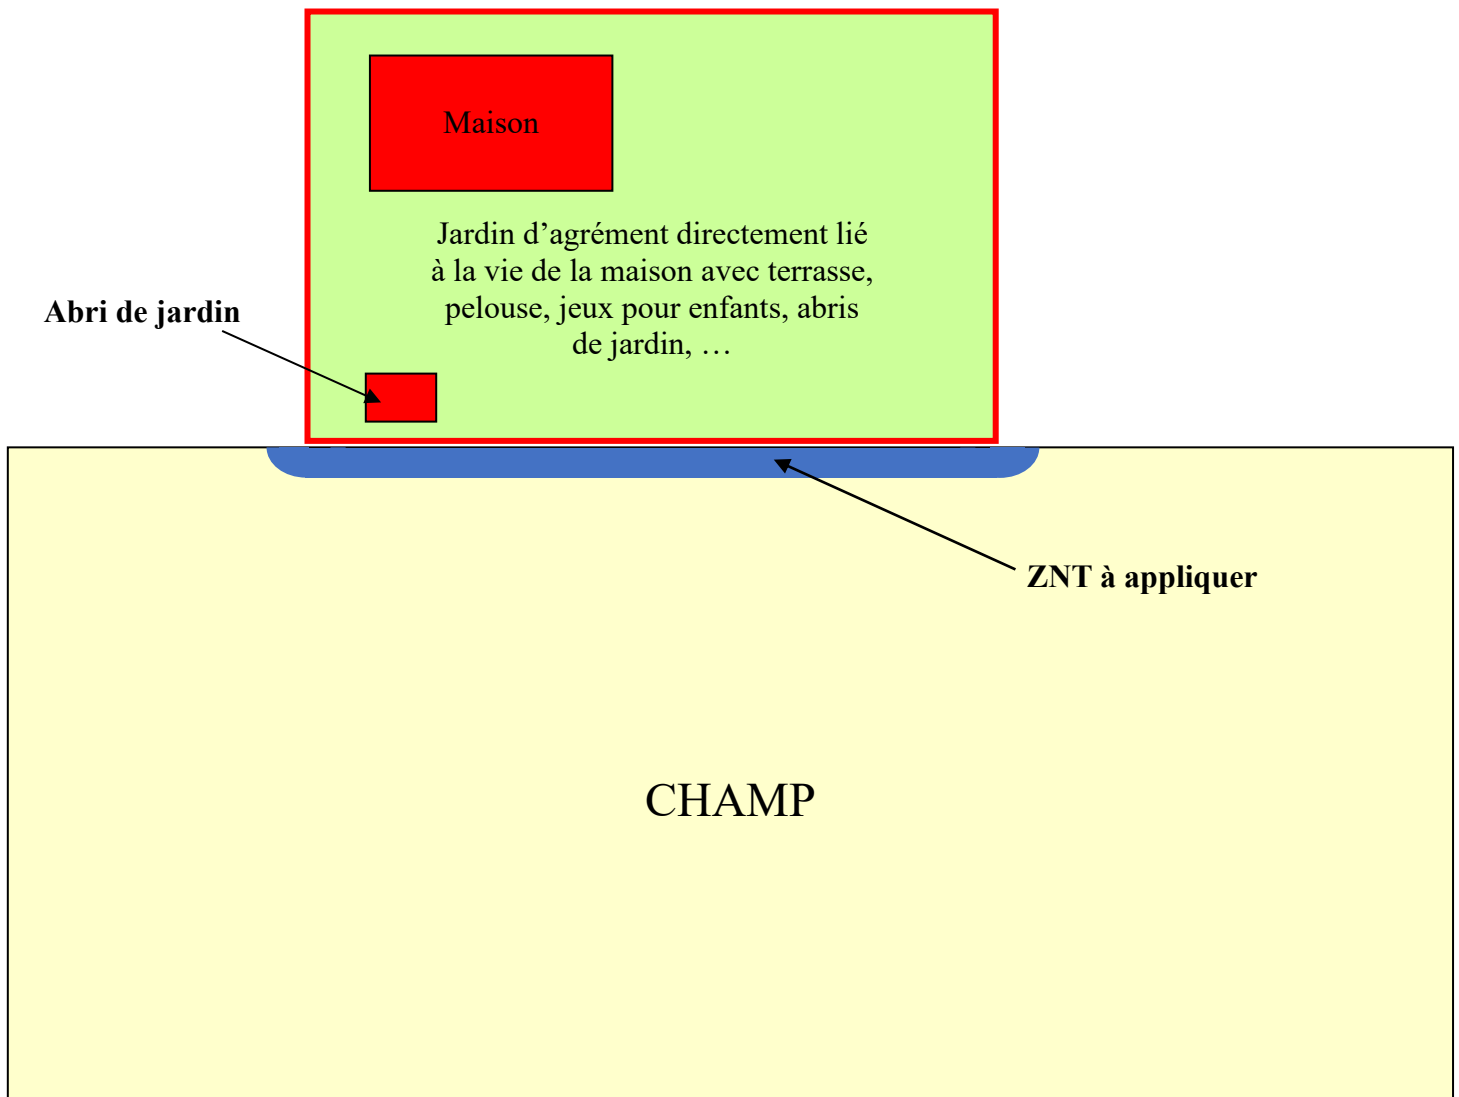 Maison
Jardin d’agrément directement lié
à la vie de la maison avec terrasse,
pelouse, jeux pour enfants, abris
de jardin, …
Abri de jardin
ZNT à appliquer
CHAMP